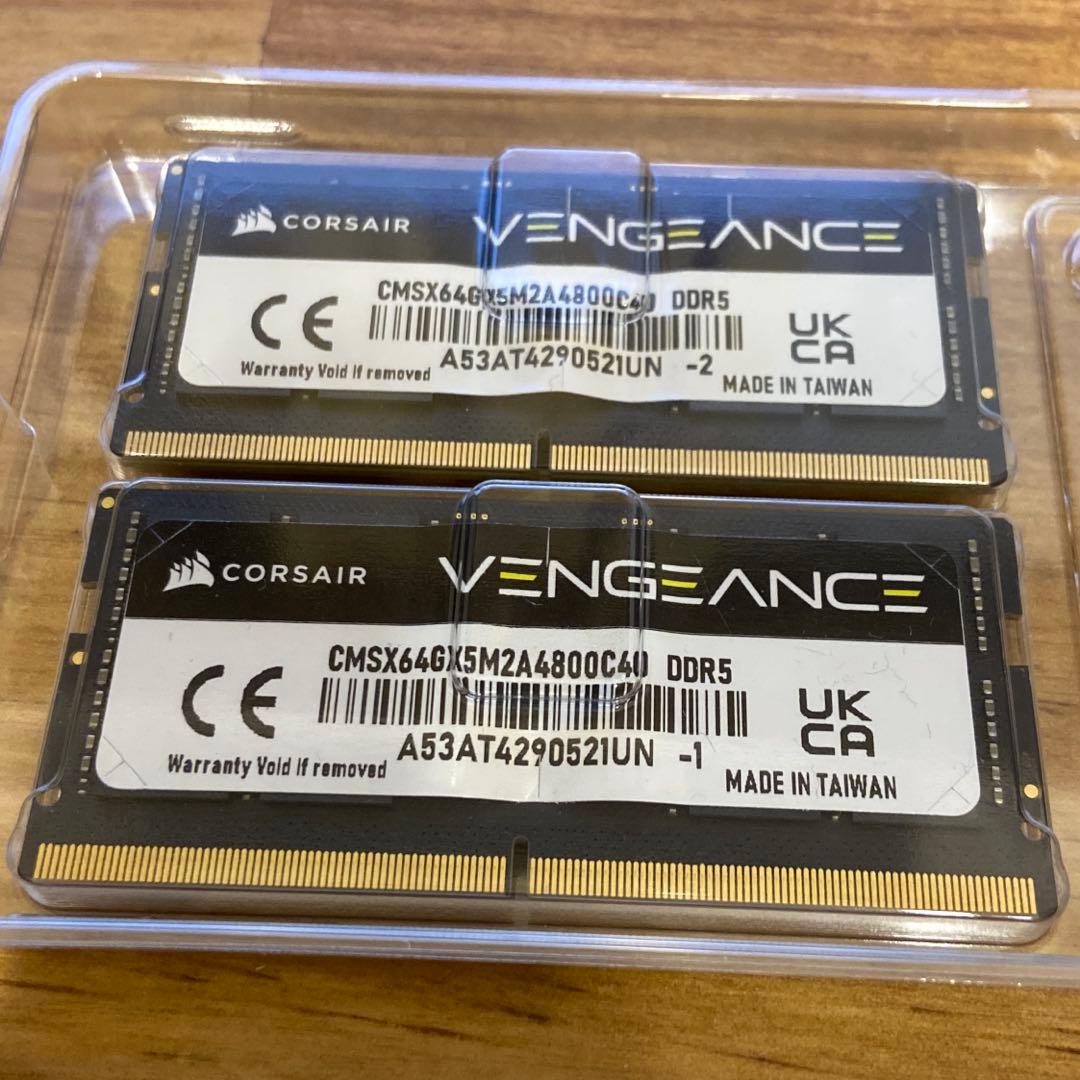 CORSAIR VENGEANCE
CMSX64GX5M2A4800C40 DDR5
CE
UK
CA
A53AT4290521UN -2
Warranty Void if removed
MADE IN TAIWAN
CORSAIR VENGEANCE
CMSX64GX5M2A4800C40 DDR5
CE
UK
CA
A53AT4290521UN -1
Warranty Void if removed
MADE IN TAIWAN